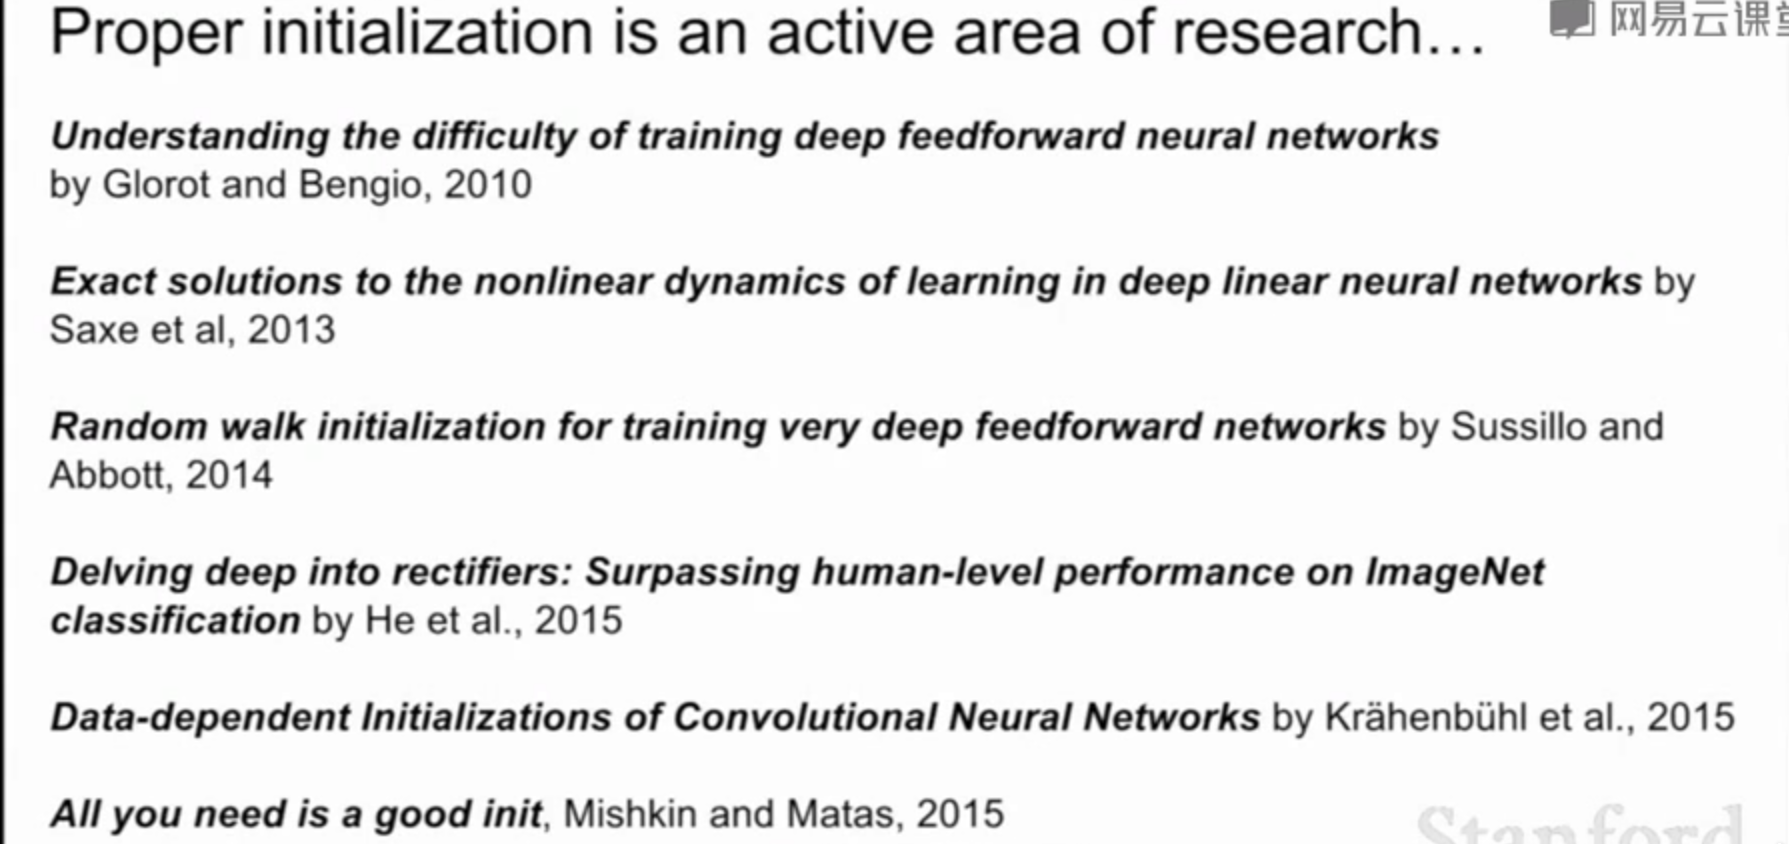 Proper initialization is an active area of research…
网易云课堂
Understanding the difficulty of training deep feedforward neural networks
by Glorot and Bengio, 2010
Exact solutions to the nonlinear dynamics of learning in deep linear neural networks by
Saxe et al, 2013
Random walk initialization for training very deep feedforward networks by Sussillo and
Abbott, 2014
Delving deep into rectifiers: Surpassing human-level performance on ImageNet
classification by He et al., 2015
Data-dependent Initializations of Convolutional Neural Networks by Krähenbühl et al., 2015
All you need is a good init, Mishkin and Matas, 2015
Stanford